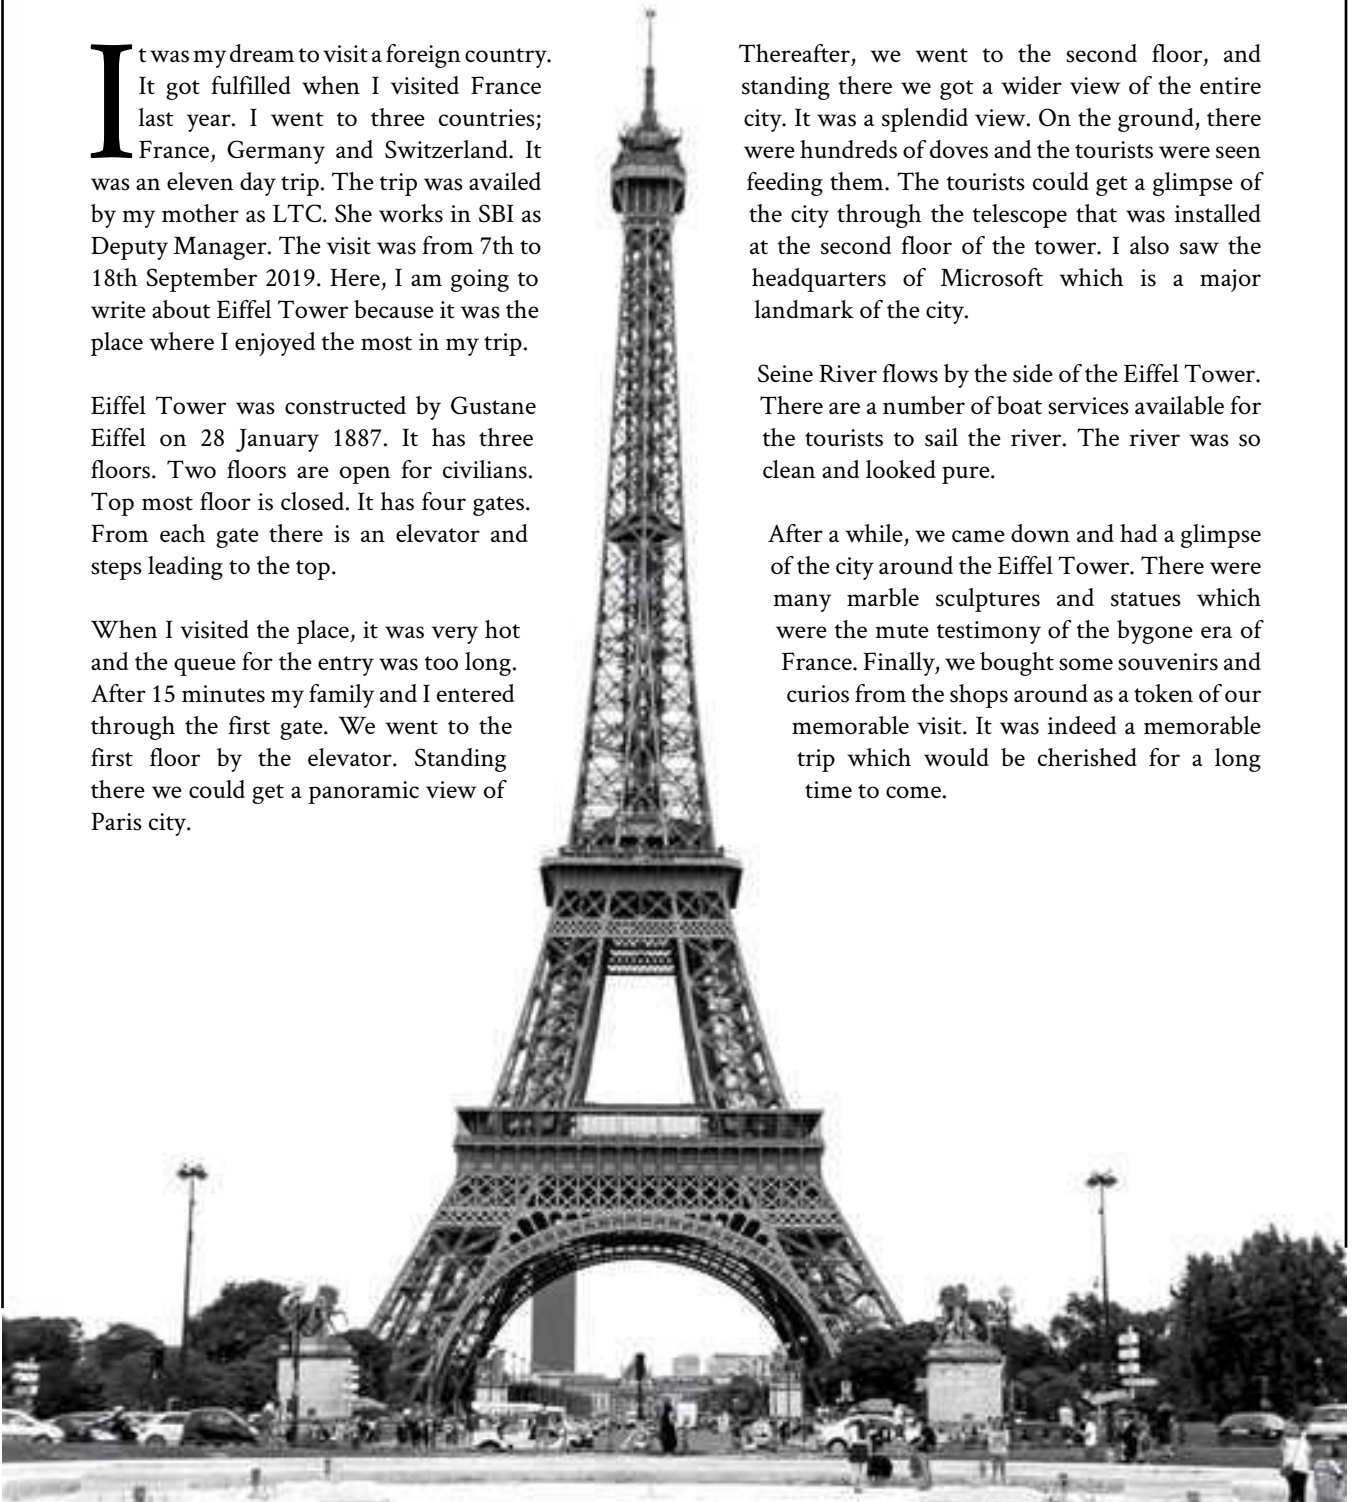 It was my dream to visit a foreign country.
It got fulfilled when I visited France
last year. I went to three countries;
France, Germany and Switzerland. It
was an eleven day trip. The trip was availed
by my mother as LTC. She works in SBI as
Deputy Manager. The visit was from 7th to
18th September 2019. Here, I am going to
write about Eiffel Tower because it was the
place where I enjoyed the most in my trip.
Eiffel Tower was constructed by Gustane
Eiffel on 28 January 1887. It has three
floors. Two floors are open for civilians.
Top most floor is closed. It has four gates.
From each gate there is an elevator and
steps leading to the top.
When I visited the place, it was very hot
and the queue for the entry was too long.
After 15 minutes my family and I entered
through the first gate. We went to the
first floor by the elevator. Standing
there we could get a panoramic view of
Paris city.
Thereafter, we went to the second floor, and
standing there we got a wider view of the entire
city. It was a splendid view. On the ground, there
were hundreds of doves and the tourists were seen
feeding them. The tourists could get a glimpse of
the city through the telescope that was installed
at the second floor of the tower. I also saw the
headquarters of Microsoft which is a major
landmark of the city.
Seine River flows by the side of the Eiffel Tower.
There are a number of boat services available for
the tourists to sail the river. The river was so
clean and looked pure.
After a while, we came down and had a glimpse
of the city around the Eiffel Tower. There were
many marble sculptures and statues which
were the mute testimony of the bygone era of
France. Finally, we bought some souvenirs and
curios from the shops around as a token of our
memorable visit. It was indeed a memorable
trip which would be cherished for a long
time to come.